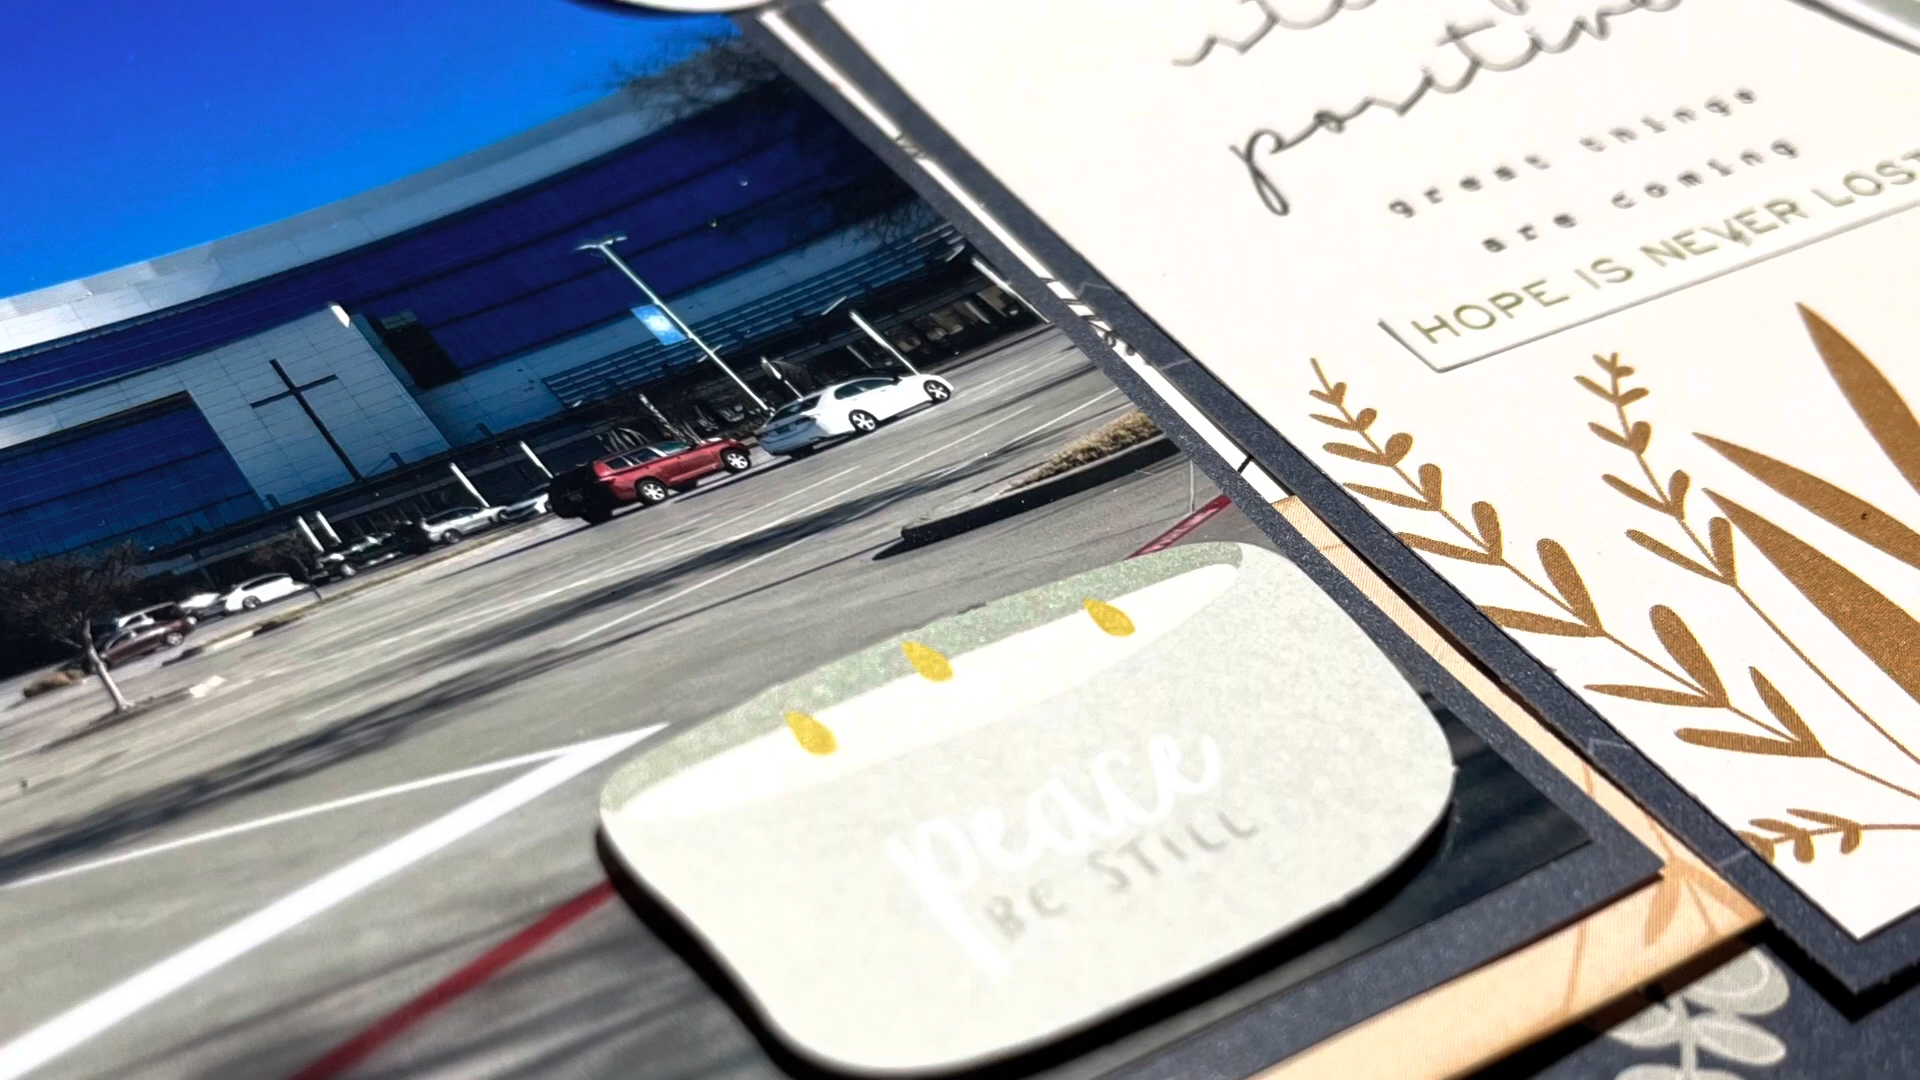 positive
great things
are coming
HOPE IS NEVER LOST
peace
BE STILL